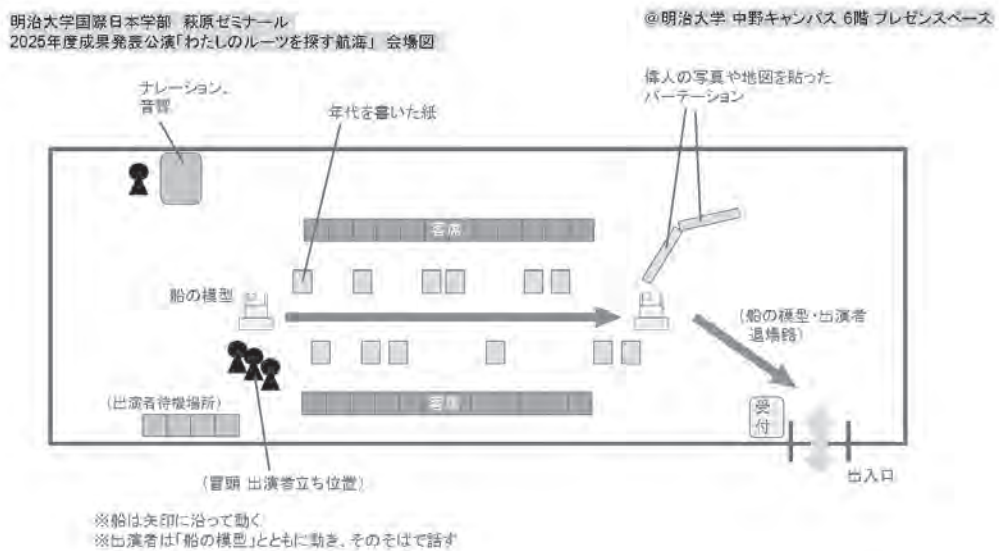 明治大学国際日本学部 萩原ゼミナール
2025年度成果発表公演「わたしのルーツを探す航海」 会場図
@明治大学 中野キャンパス 6階 プレゼンスペース
ナレーション、
音響
年代を書いた紙
偉人の写真や地図を貼った
パーテーション
客席
船の模型
(船の模型・出演者
退場路)
客席
(出演者待機場所)
受
付
出入口
(冒頭 出演者立ち位置)
※船は矢印に沿って動く
※出演者は「船の模型」とともに動き、そのそばで話す